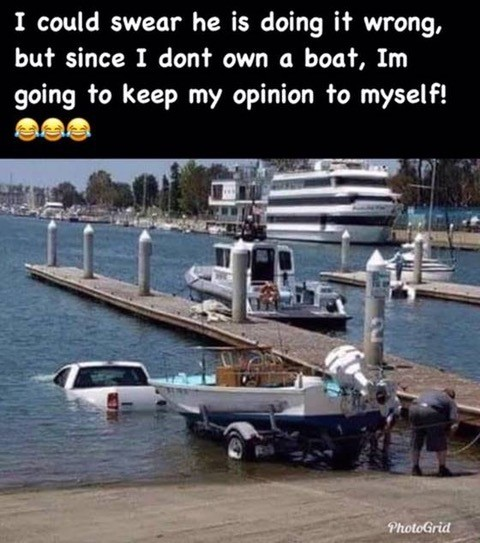 I could swear he is doing it wrong,
but since I dont own a boat, Im
going to keep my opinion to myself!
😂😂😂
PhotoGrid